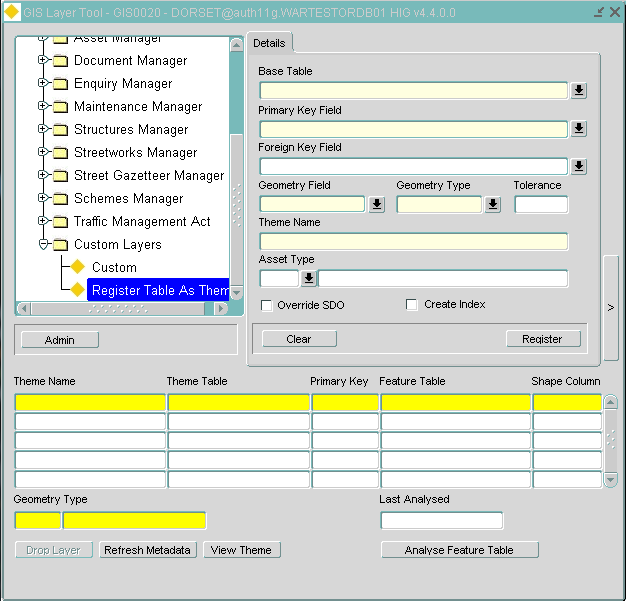 GIS Layer Tool - GIS0020 - DORSET@auth11g.WARTESTORDB01 HIG v4.4.0.0
Asset Manager
Document Manager
Enquiry Manager
Maintenance Manager
Structures Manager
Streetworks Manager
Street Gazetteer Manager
Schemes Manager
Traffic Management Act
Custom Layers
Custom
Register Table As Them
Admin
Details
Base Table
Primary Key Field
Foreign Key Field
Geometry Field Geometry Type Tolerance
Theme Name
Asset Type
Override SDO Create Index
Clear Register
>
Theme Name Theme Table Primary Key Feature Table Shape Column
Geometry Type Last Analysed
Drop Layer Refresh Metadata View Theme Analyse Feature Table